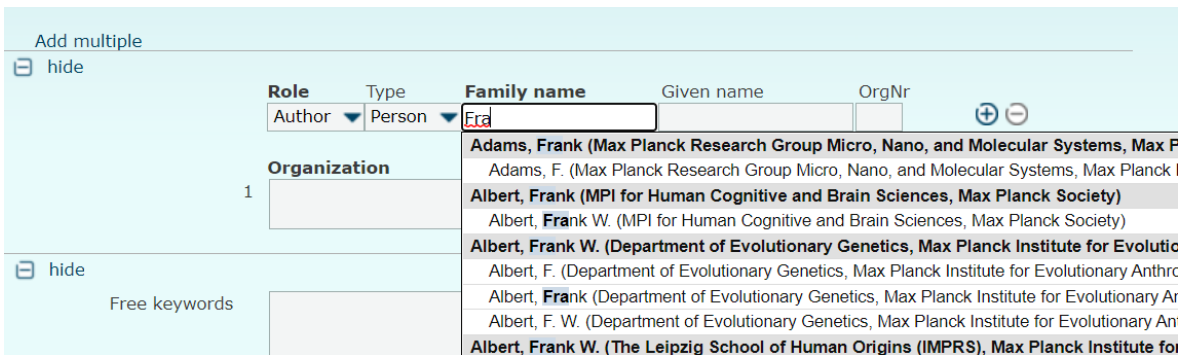 Add multiple
hide
Role Type Family name Given name OrgNr
Author Person Fra
Adams, Frank (Max Planck Research Group Micro, Nano, and Molecular Systems, Max P
Organization
Adams, F. (Max Planck Research Group Micro, Nano, and Molecular Systems, Max Planck
1
Albert, Frank (MPI for Human Cognitive and Brain Sciences, Max Planck Society)
Albert, Frank W. (MPI for Human Cognitive and Brain Sciences, Max Planck Society)
Albert, Frank W. (Department of Evolutionary Genetics, Max Planck Institute for Evolutio
hide
Albert, F. (Department of Evolutionary Genetics, Max Planck Institute for Evolutionary Anthro
Free keywords
Albert, Frank (Department of Evolutionary Genetics, Max Planck Institute for Evolutionary An
Albert, F. W. (Department of Evolutionary Genetics, Max Planck Institute for Evolutionary Ant
Albert, Frank W. (The Leipzig School of Human Origins (IMPRS), Max Planck Institute for